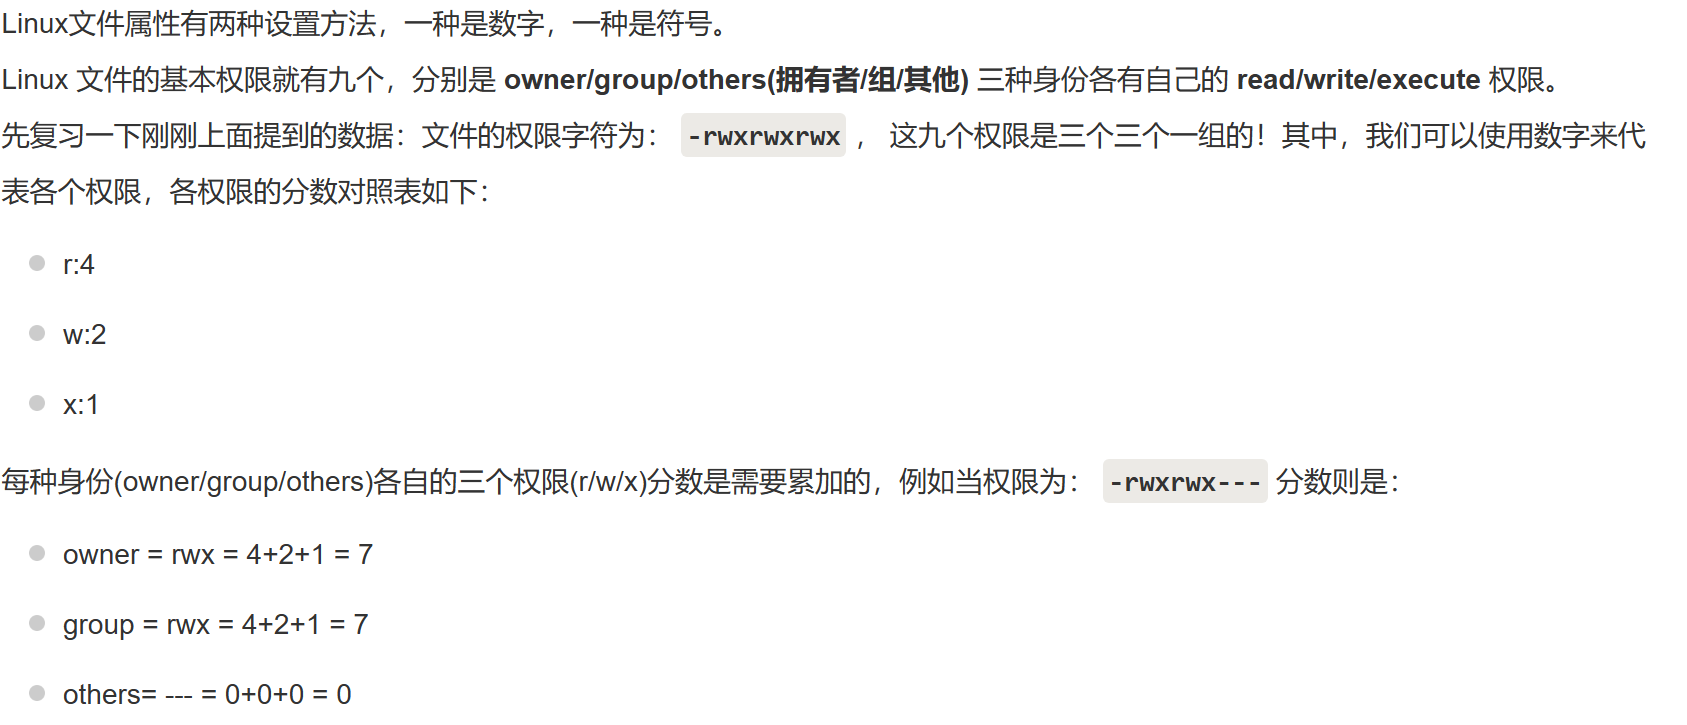 Linux文件属性有两种设置方法，一种是数字，一种是符号。
Linux 文件的基本权限就有九个，分别是 owner/group/others(拥有者/组/其他) 三种身份各有自己的 read/write/execute 权限。
先复习一下刚刚上面提到的数据：文件的权限字符为： -rwxrwxrwx ， 这九个权限是三个三个一组的！其中，我们可以使用数字来代
表各个权限，各权限的分数对照表如下：
r:4
w:2
x:1
每种身份(owner/group/others)各自的三个权限(r/w/x)分数是需要累加的，例如当权限为： -rwxrwx--- 分数则是：
owner = rwx = 4+2+1 = 7
group = rwx = 4+2+1 = 7
others= --- = 0+0+0 = 0